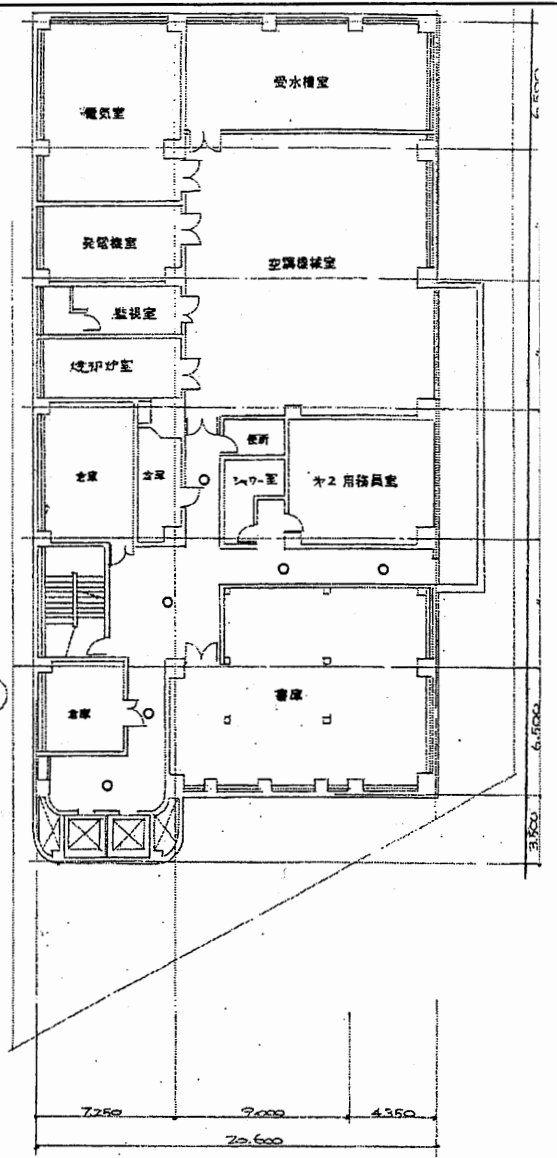 受水槽室
電気室
6.500
発電機室
空調機械室
監視室
焼却炉室
便所
倉庫
倉庫
シャワー室
オ2 用務員室
書庫
倉庫
6.500
3.500
7.250
9.000
4.350
20.600